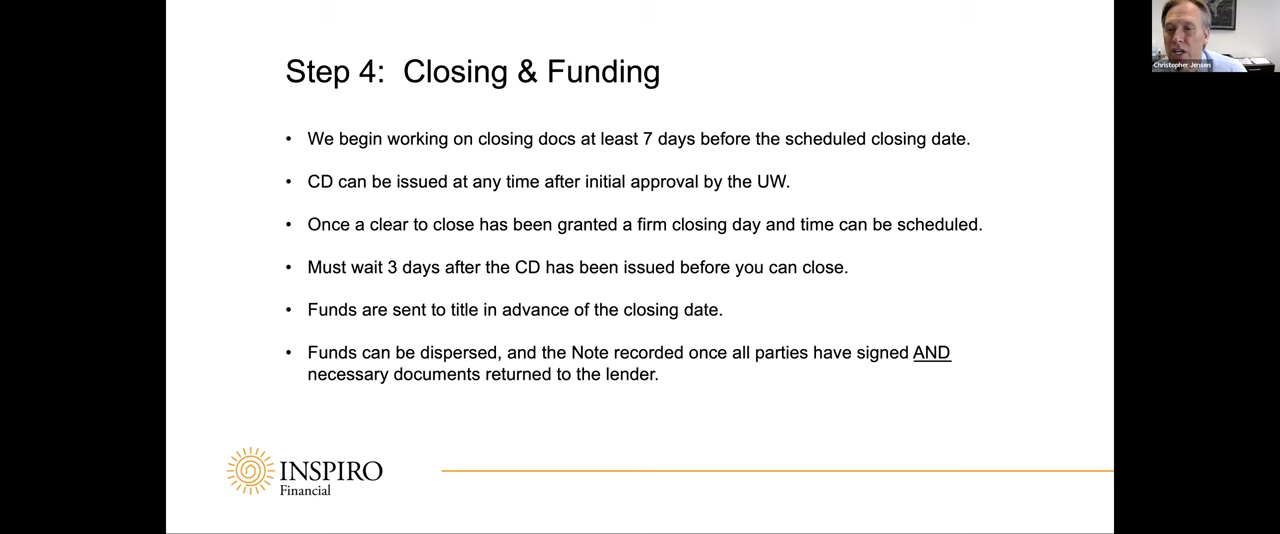 Christopher Jensen
Step 4: Closing & Funding
• We begin working on closing docs at least 7 days before the scheduled closing date.
• CD can be issued at any time after initial approval by the UW.
• Once a clear to close has been granted a firm closing day and time can be scheduled.
• Must wait 3 days after the CD has been issued before you can close.
• Funds are sent to title in advance of the closing date.
• Funds can be dispersed, and the Note recorded once all parties have signed AND
necessary documents returned to the lender.
INSPIRO
Financial